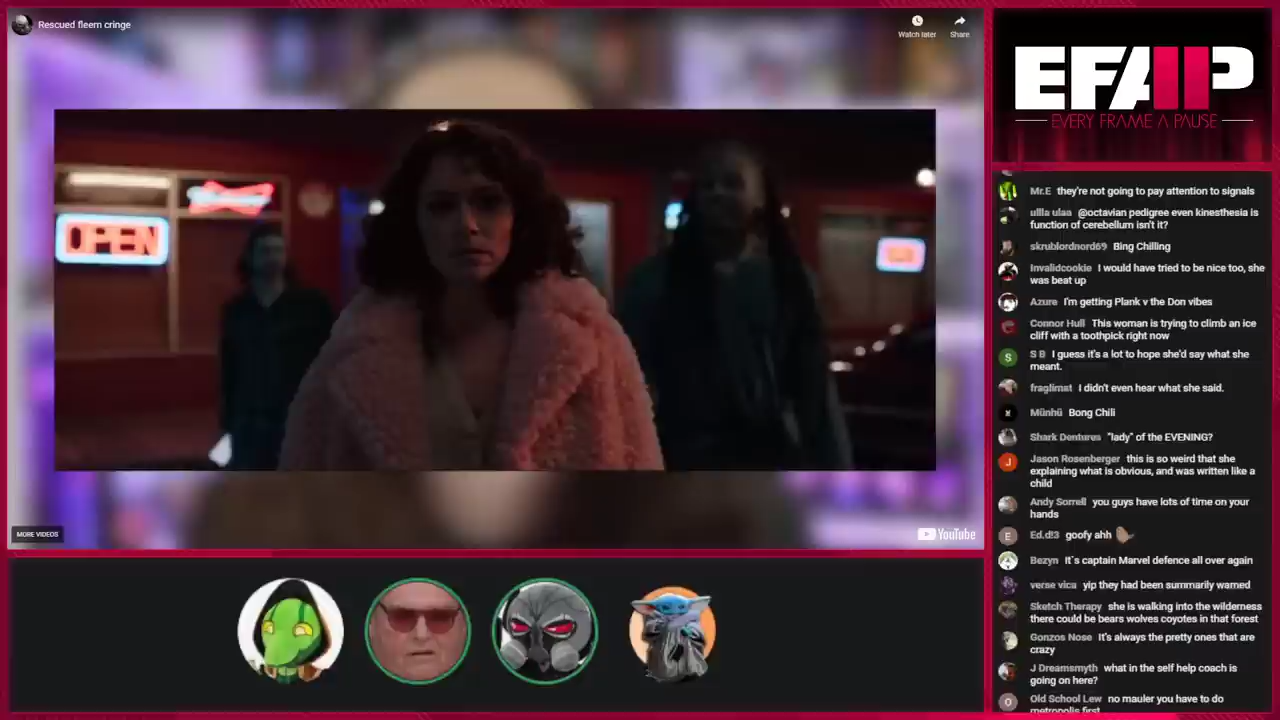 Rescued fleem cringe
Watch later
Share
OPEN
MORE VIDEOS
YouTube
EFAP
EVERY FRAME A PAUSE
Mr.E they're not going to pay attention to signals
ullla ulaa @octavian pedigree even kinesthesia is
function of cerebellum isn't it?
skrublordnord69 Bing Chilling
Invalidcookie I would have tried to be nice too, she
was beat up
Azure I'm getting Plank v the Don vibes
Connor Hull This woman is trying to climb an ice
cliff with a toothpick right now
S B I guess it's a lot to hope she'd say what she
meant.
fraglimat I didn't even hear what she said.
Münhü Bong Chili
Shark Dentures "lady" of the EVENING?
Jason Rosenberger this is so weird that she
explaining what is obvious, and was written like a
child
Andy Sorrell you guys have lots of time on your
hands
Ed.d!3 goofy ahh
Bezyn It`s captain Marvel defence all over again
verse vica yip they had been summarily warned
Sketch Therapy she is walking into the wilderness
there could be bears wolves coyotes in that forest
Gonzos Nose It's always the pretty ones that are
crazy
J Dreamsmyth what in the self help coach is
going on here?
Old School Lew no mauler you have to do
metropolis first